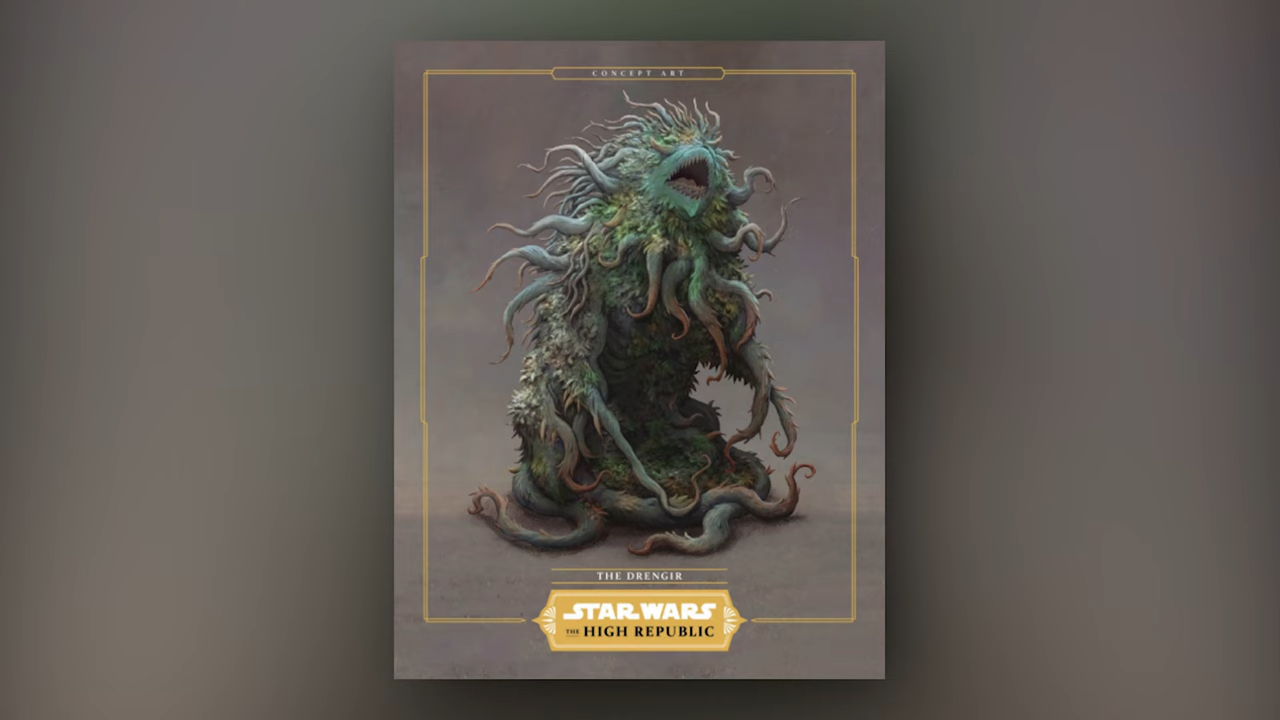 CONCEPT ART
THE DRENGIR
STAR WARS
THE HIGH REPUBLIC